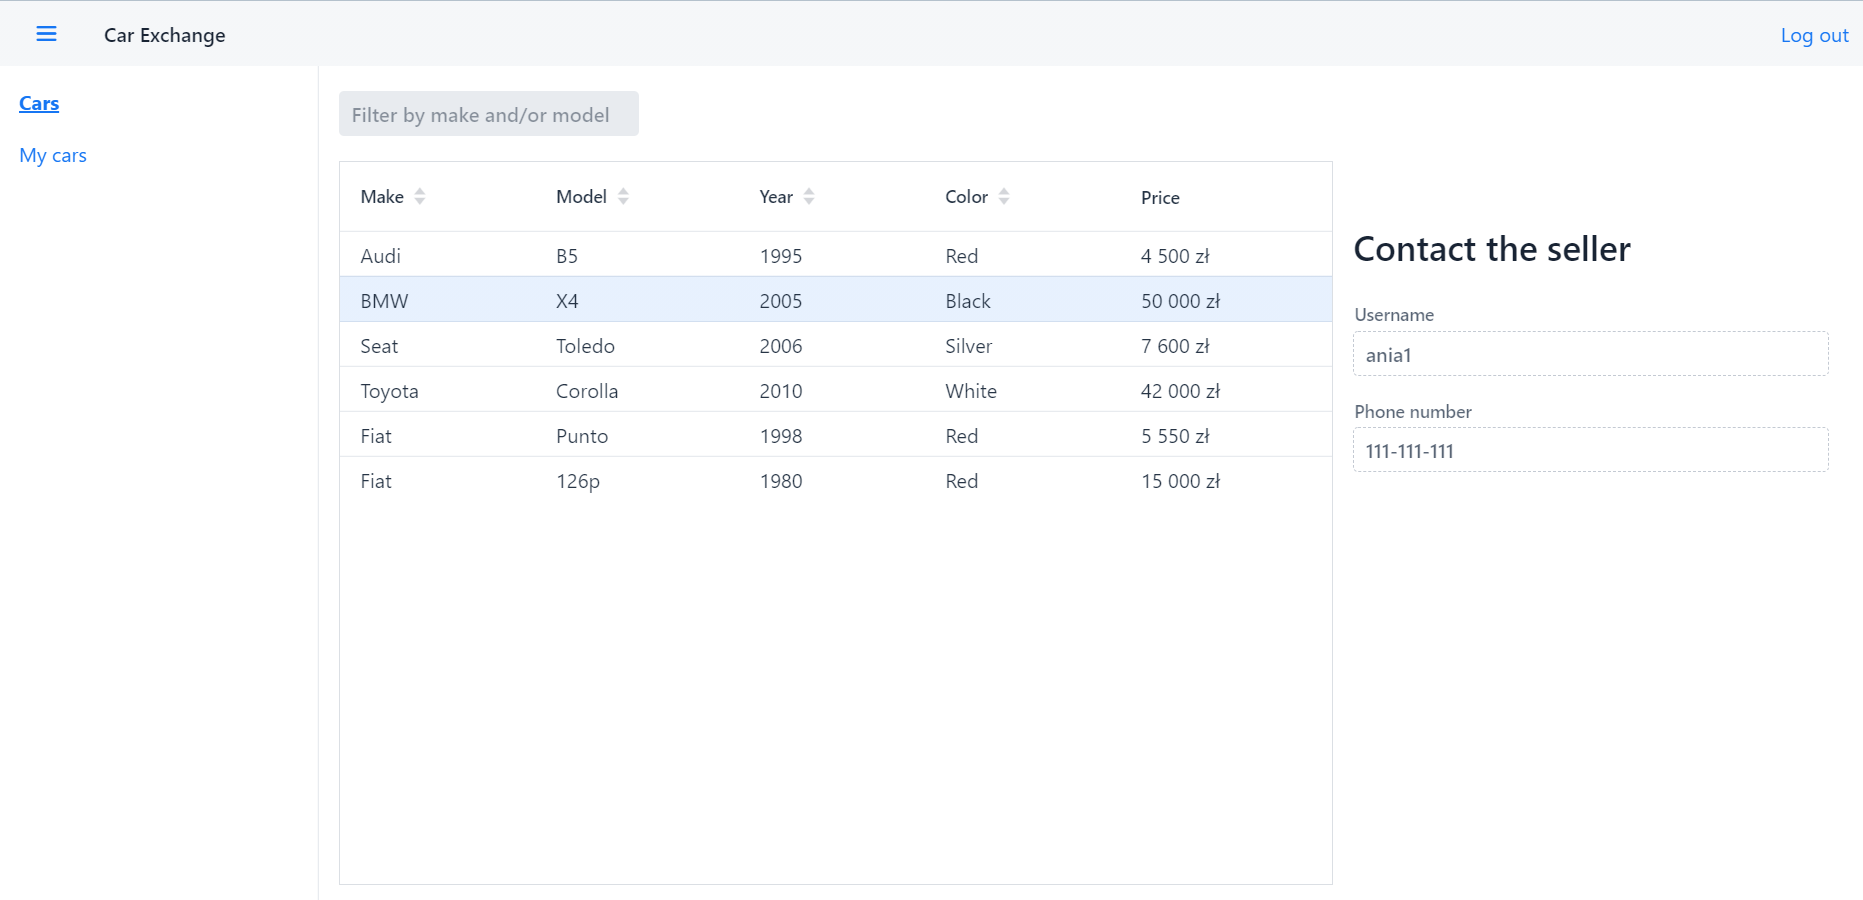 Car Exchange
Log out
Cars
My cars
Filter by make and/or model
Make Model Year Color Price
Audi B5 1995 Red 4 500 zł
BMW X4 2005 Black 50 000 zł
Seat Toledo 2006 Silver 7 600 zł
Toyota Corolla 2010 White 42 000 zł
Fiat Punto 1998 Red 5 550 zł
Fiat 126p 1980 Red 15 000 zł
Contact the seller
Username
ania1
Phone number
111-111-111